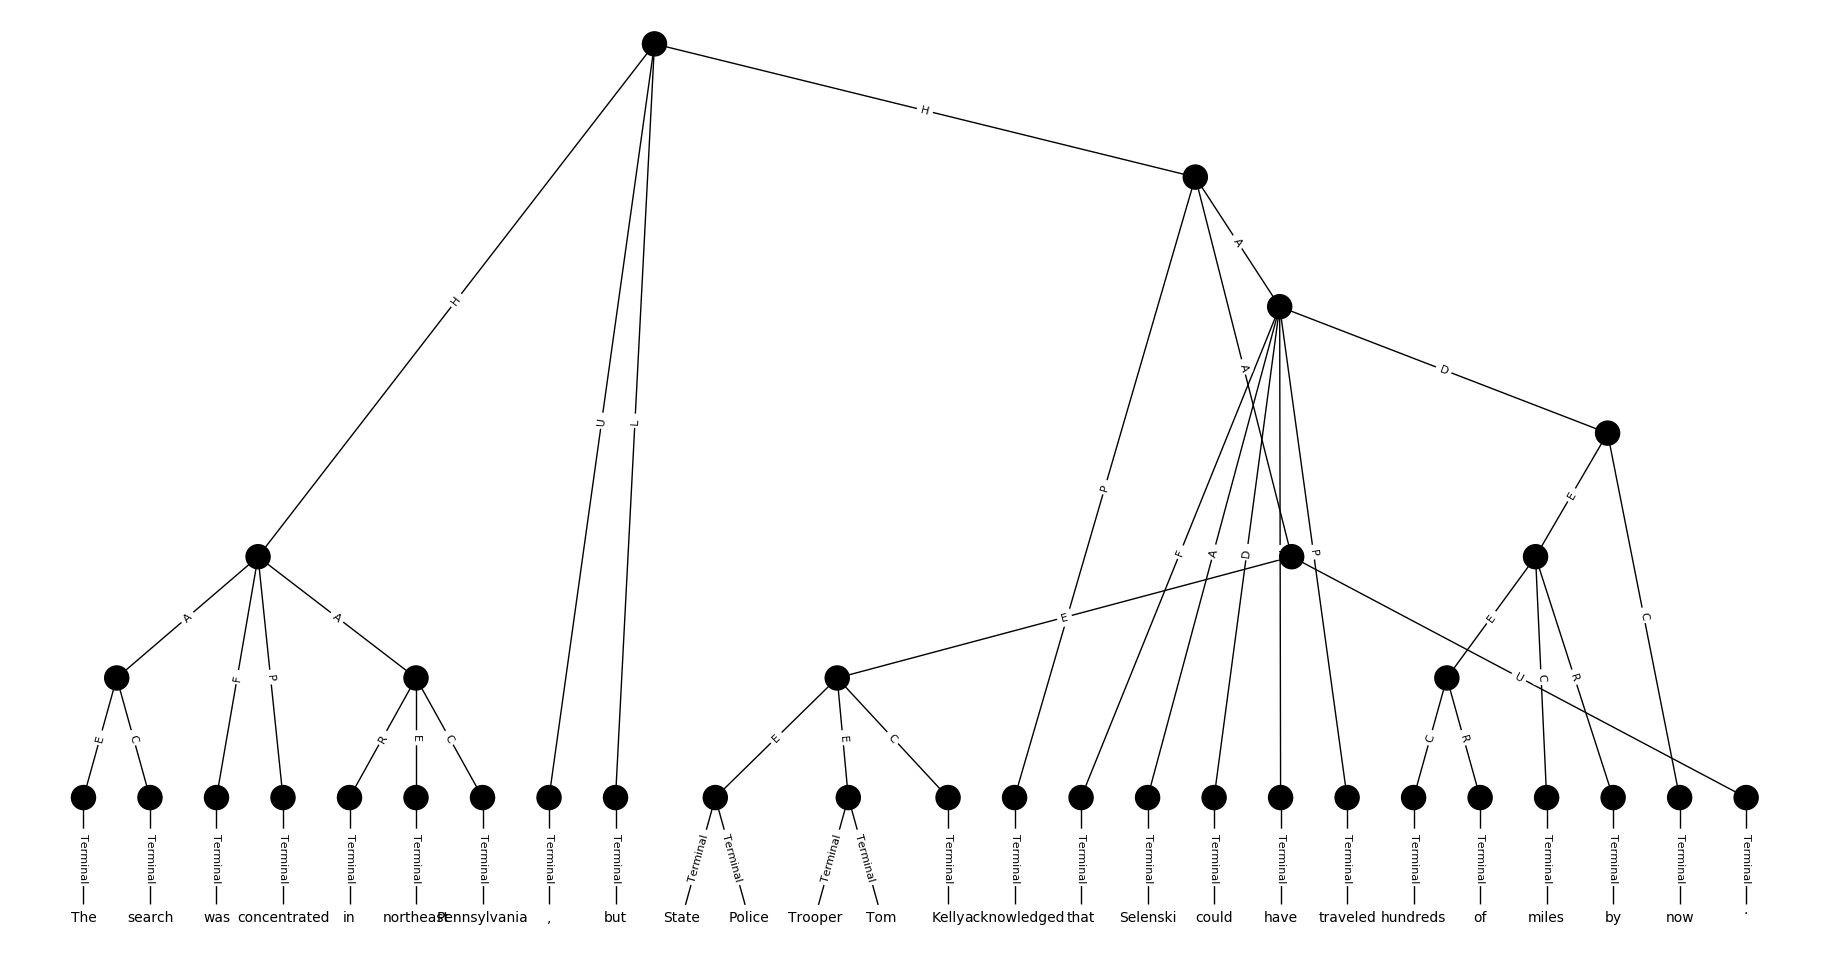 H
A
H
D
A
U L
E
P
F A D P
A F P A
E
E C
E C R E C
E E C
C R
E C R
U
Terminal Terminal Terminal Terminal Terminal Terminal Terminal Terminal Terminal Terminal Terminal Terminal Terminal Terminal Terminal Terminal Terminal Terminal Terminal Terminal Terminal Terminal Terminal Terminal Terminal Terminal
The search was concentrated in northeast Pennsylvania , but State Police Trooper Tom Kelly acknowledged that Selenski could have traveled hundreds of miles by now .